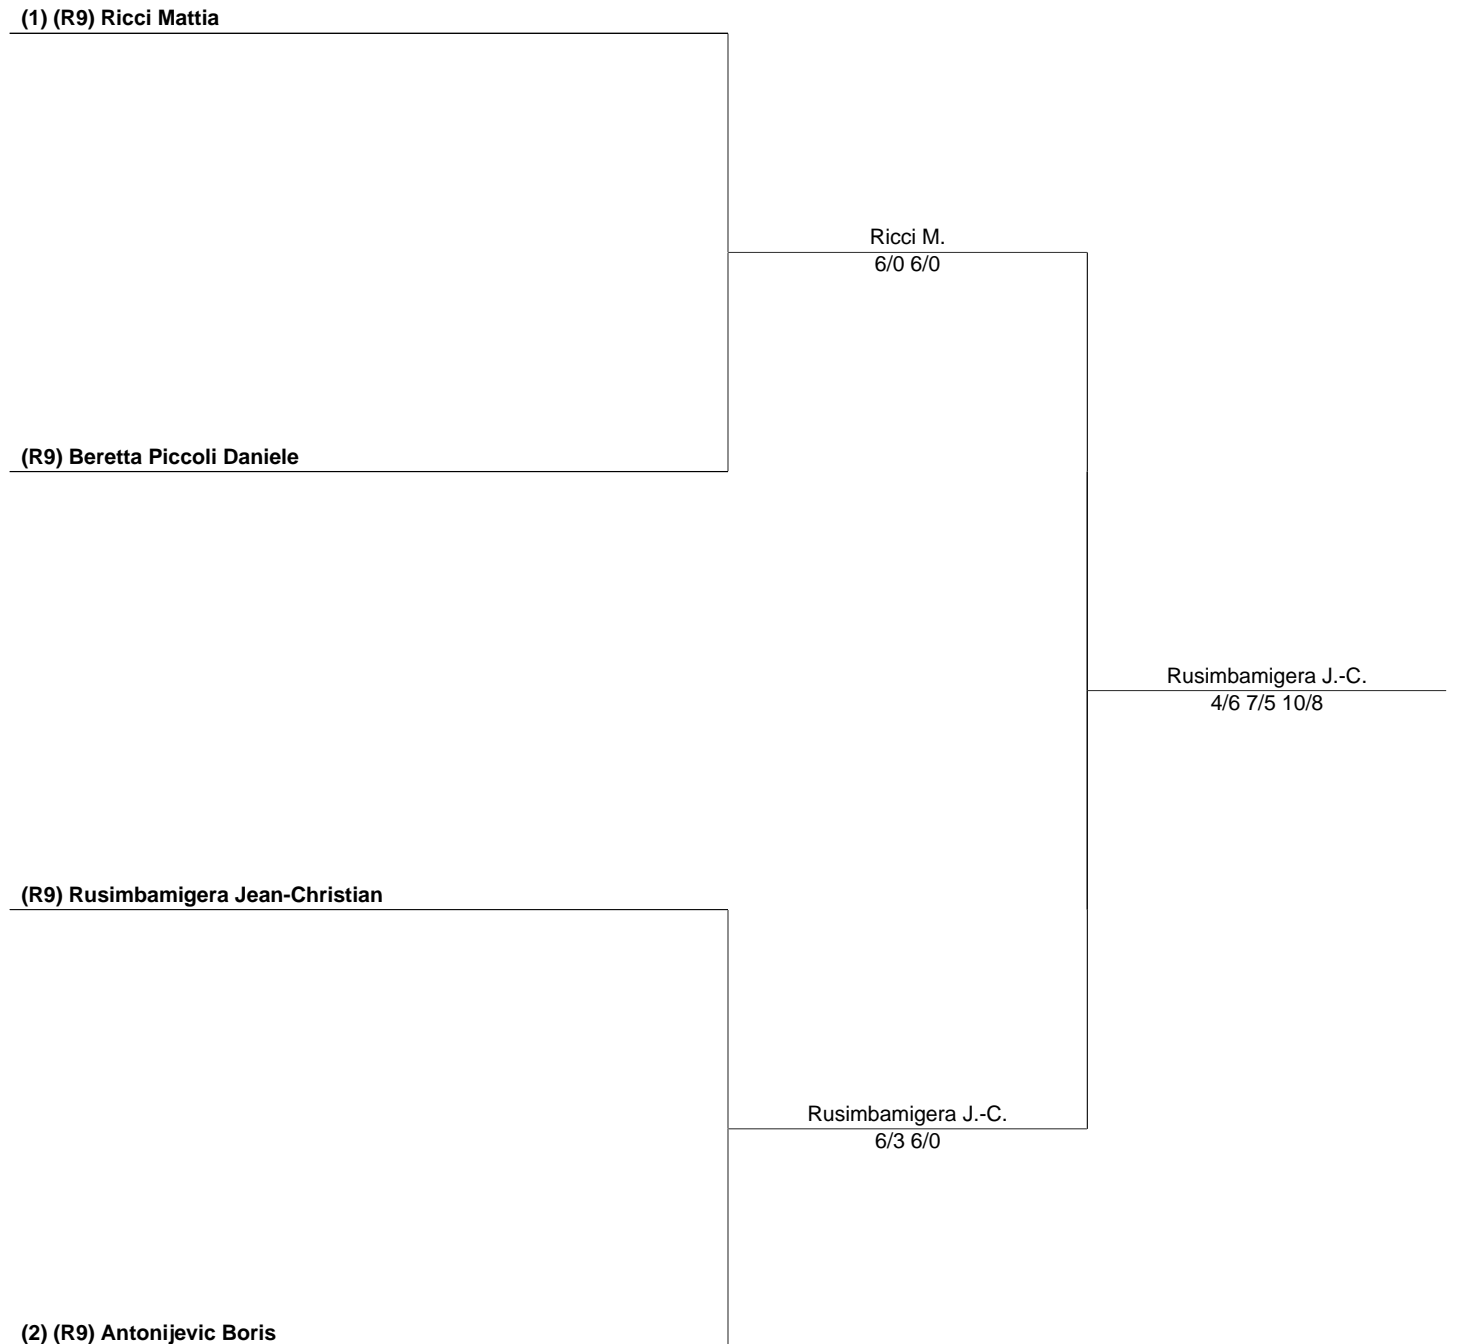 (1) (R9) Ricci Mattia
Ricci M.
6/0 6/0
(R9) Beretta Piccoli Daniele
Rusimbamigera J.-C.
4/6 7/5 10/8
(R9) Rusimbamigera Jean-Christian
Rusimbamigera J.-C.
6/3 6/0
(2) (R9) Antonijevic Boris